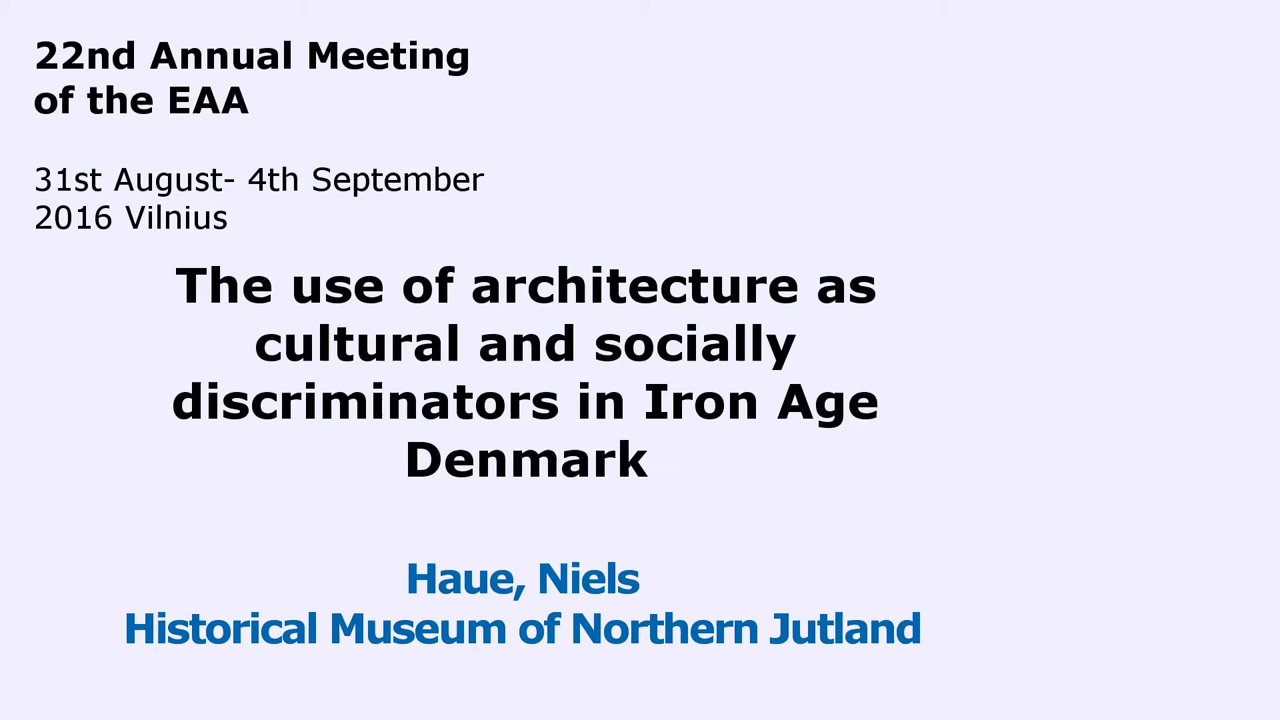 22nd Annual Meeting
of the EAA
31st August- 4th September
2016 Vilnius
The use of architecture as
cultural and socially
discriminators in Iron Age
Denmark
Haue, Niels
Historical Museum of Northern Jutland